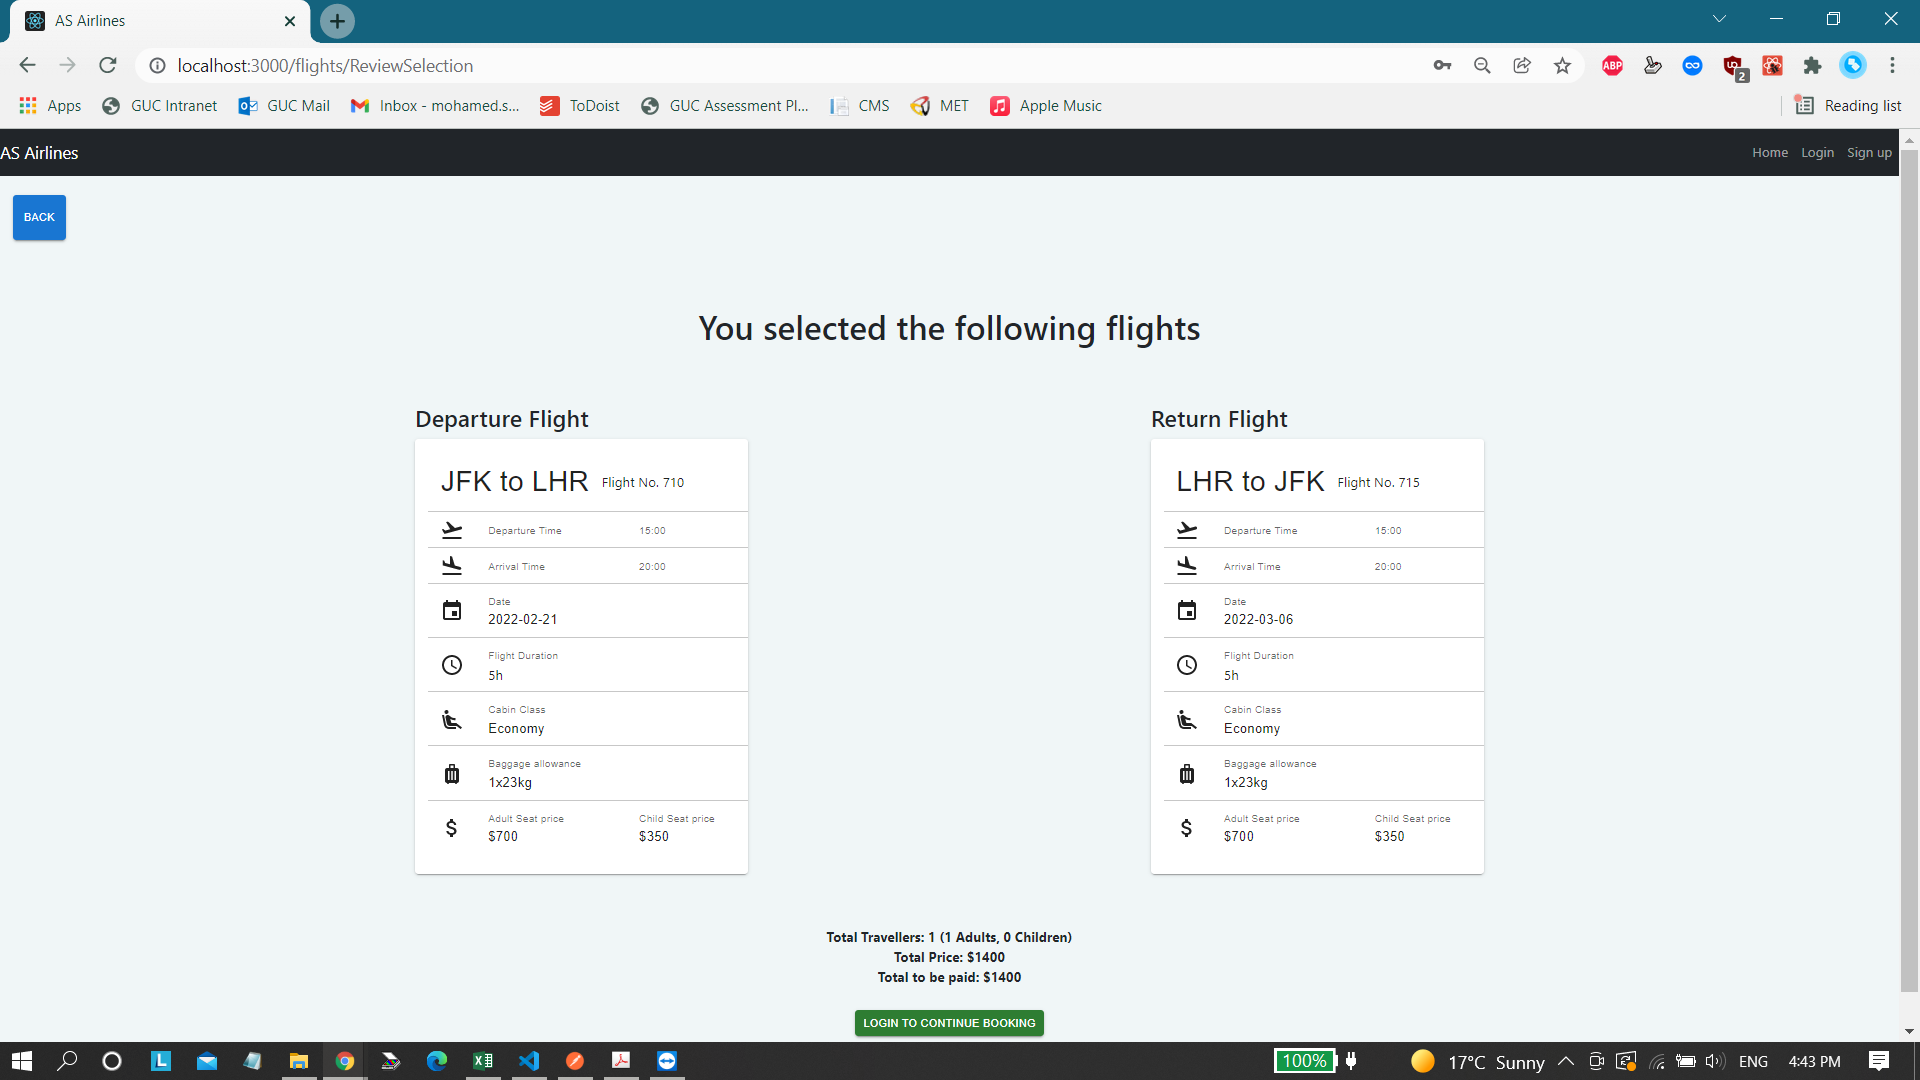 AS Airlines
localhost:3000/flights/ReviewSelection
ABP
2
Apps
GUC Intranet
GUC Mail
Inbox - mohamed.s...
ToDoist
GUC Assessment Pl...
CMS
MET
Apple Music
Reading list
AS Airlines
Home
Login
Sign up
BACK
You selected the following flights
Departure Flight
JFK to LHR Flight No. 710
Departure Time 15:00
Arrival Time 20:00
Date
2022-02-21
Flight Duration
5h
Cabin Class
Economy
Baggage allowance
1x23kg
Adult Seat price Child Seat price
$700 $350
Return Flight
LHR to JFK Flight No. 715
Departure Time 15:00
Arrival Time 20:00
Date
2022-03-06
Flight Duration
5h
Cabin Class
Economy
Baggage allowance
1x23kg
Adult Seat price Child Seat price
$700 $350
Total Travellers: 1 (1 Adults, 0 Children)
Total Price: $1400
Total to be paid: $1400
LOGIN TO CONTINUE BOOKING
L
100%
17°C Sunny
ENG
4:43 PM